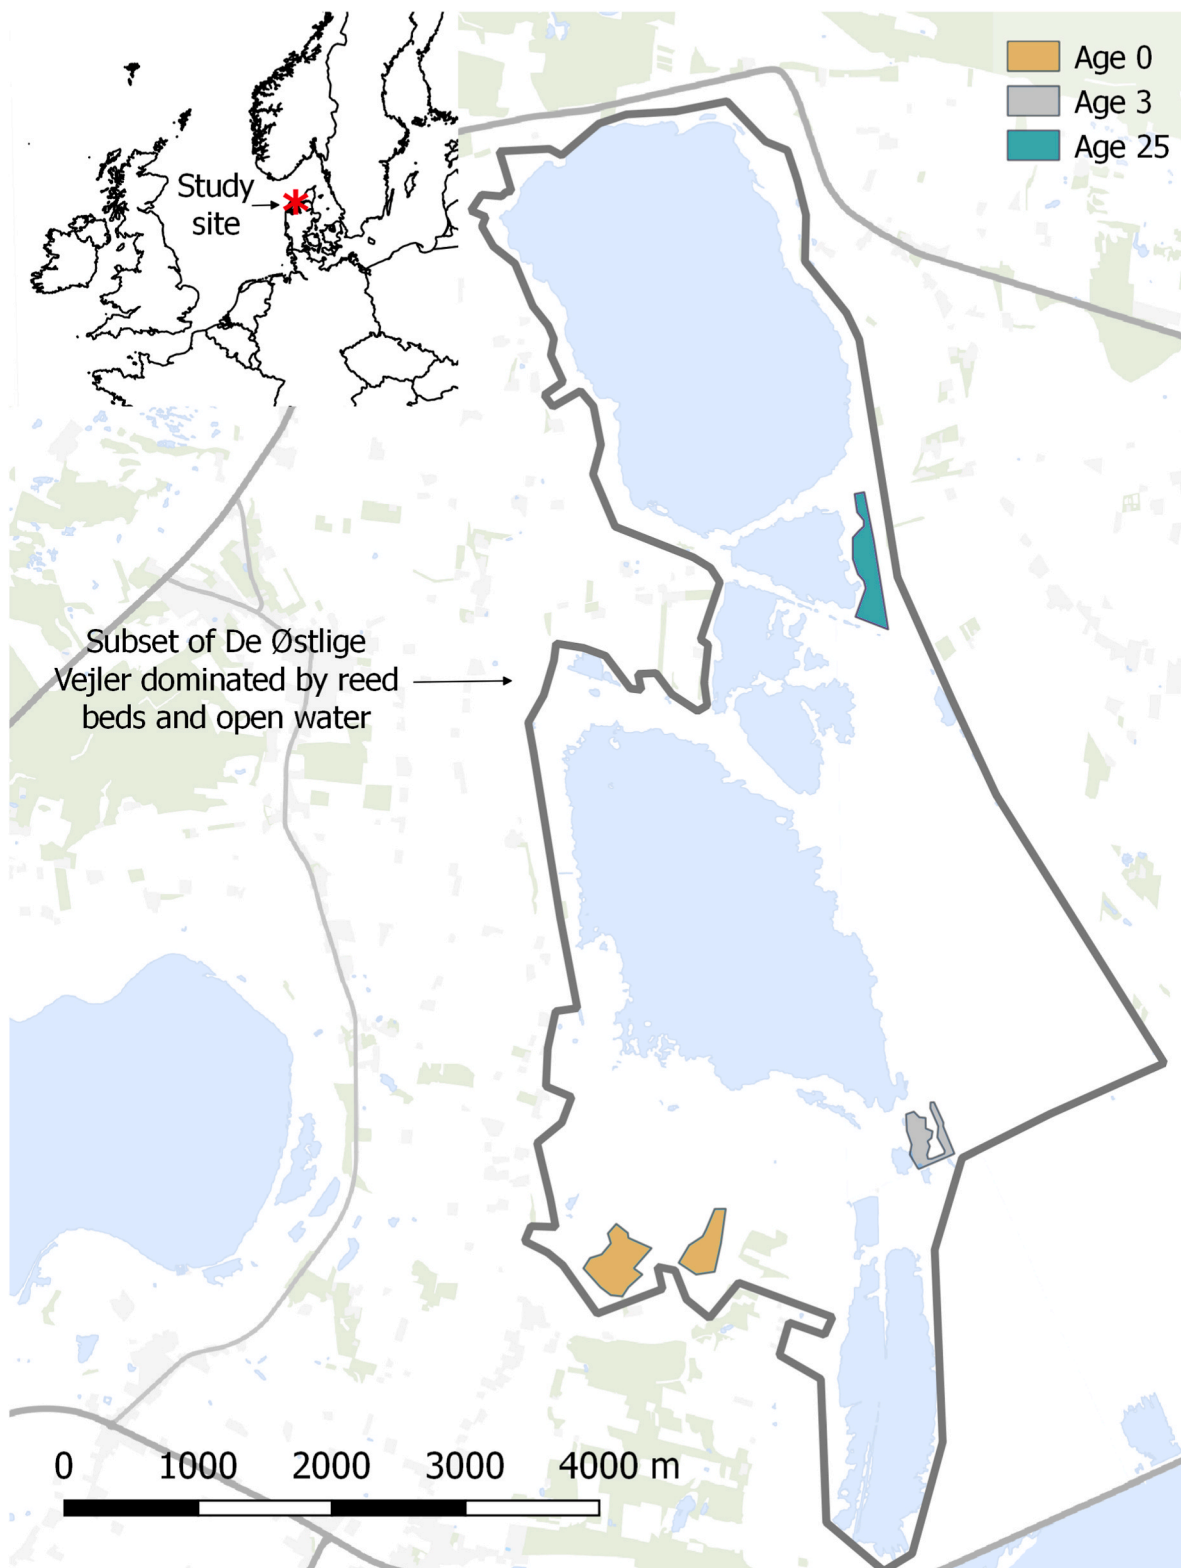 Age 0
Age 3
Age 25
Study
site
Subset of De Østlige
Vejler dominated by reed
beds and open water
0 1000 2000 3000 4000 m